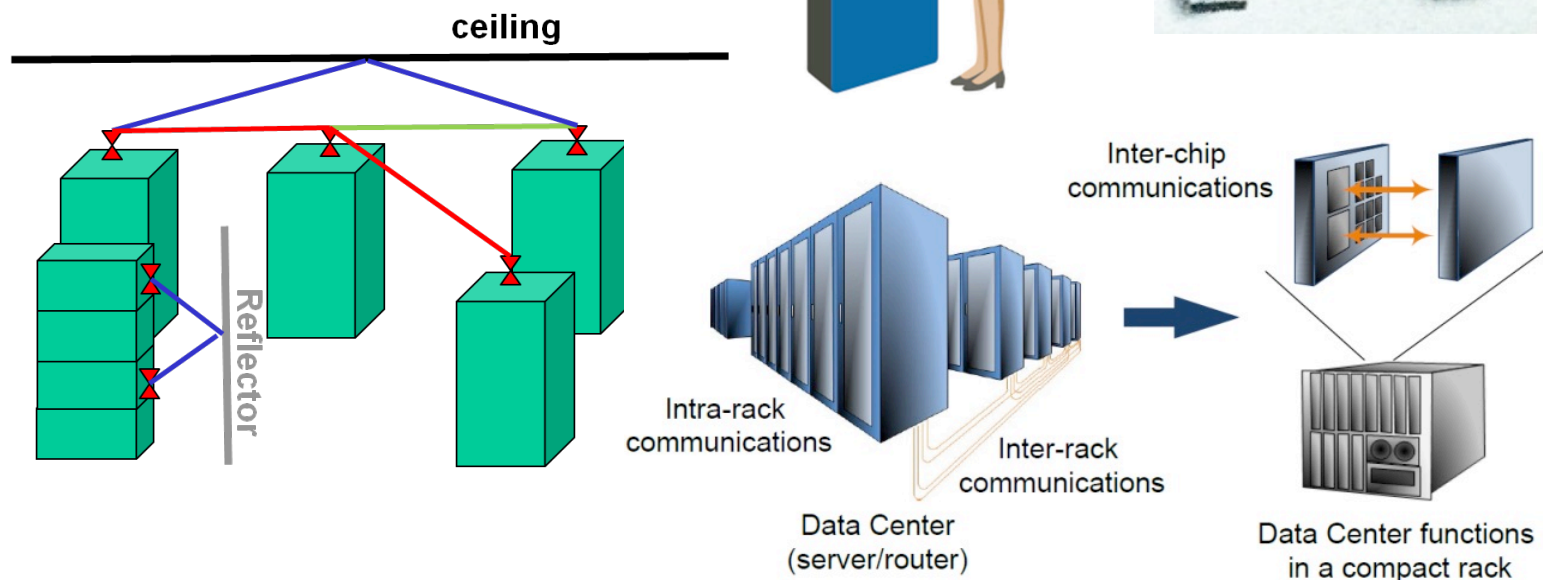 ceiling
Reflector
Inter-chip
communications
Intra-rack
communications
Inter-rack
communications
Data Center
(server/router)
Data Center functions
in a compact rack